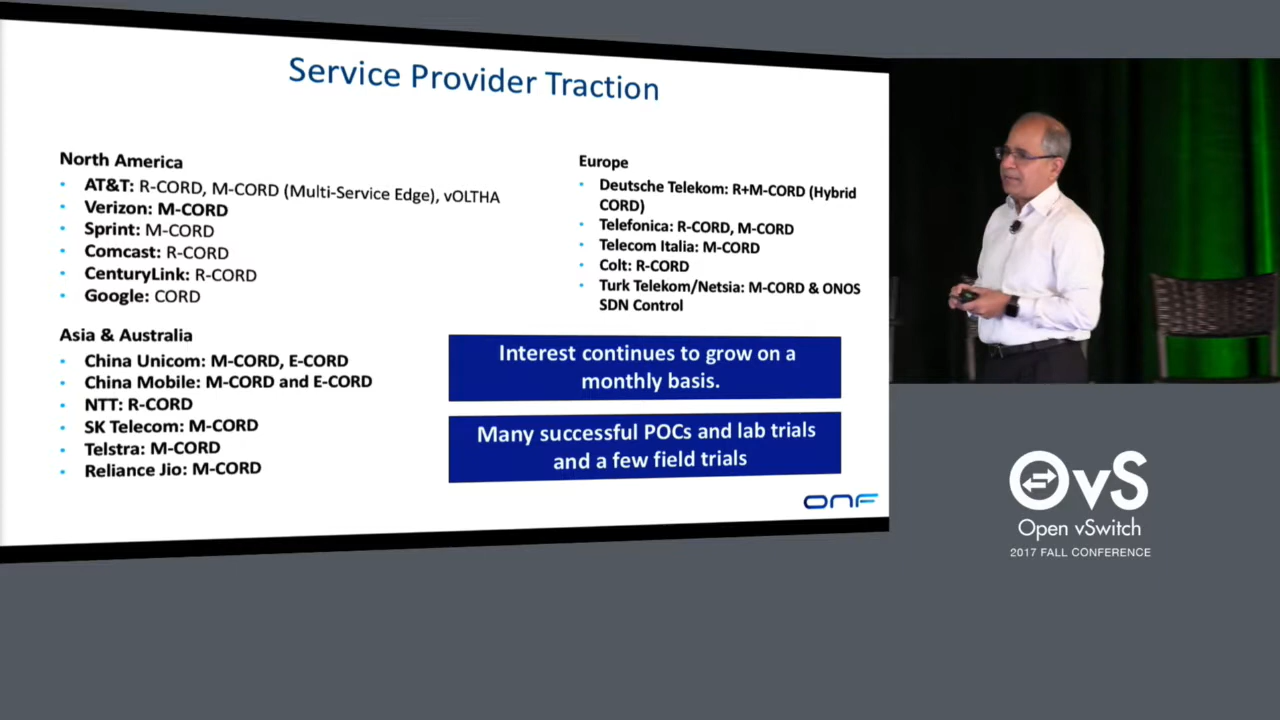 Service Provider Traction
North America
• AT&T: R-CORD, M-CORD (Multi-Service Edge), vOLTHA
• Verizon: M-CORD
• Sprint: M-CORD
• Comcast: R-CORD
• CenturyLink: R-CORD
• Google: CORD
Asia & Australia
• China Unicom: M-CORD, E-CORD
• China Mobile: M-CORD and E-CORD
• NTT: R-CORD
• SK Telecom: M-CORD
• Telstra: M-CORD
• Reliance Jio: M-CORD
Europe
• Deutsche Telekom: R+M-CORD (Hybrid
CORD)
• Telefonica: R-CORD, M-CORD
• Telecom Italia: M-CORD
• Colt: R-CORD
• Turk Telekom/Netsia: M-CORD & ONOS
SDN Control
Interest continues to grow on a
monthly basis.
Many successful POCs and lab trials
and a few field trials
ONF
OvS
Open vSwitch
2017 FALL CONFERENCE